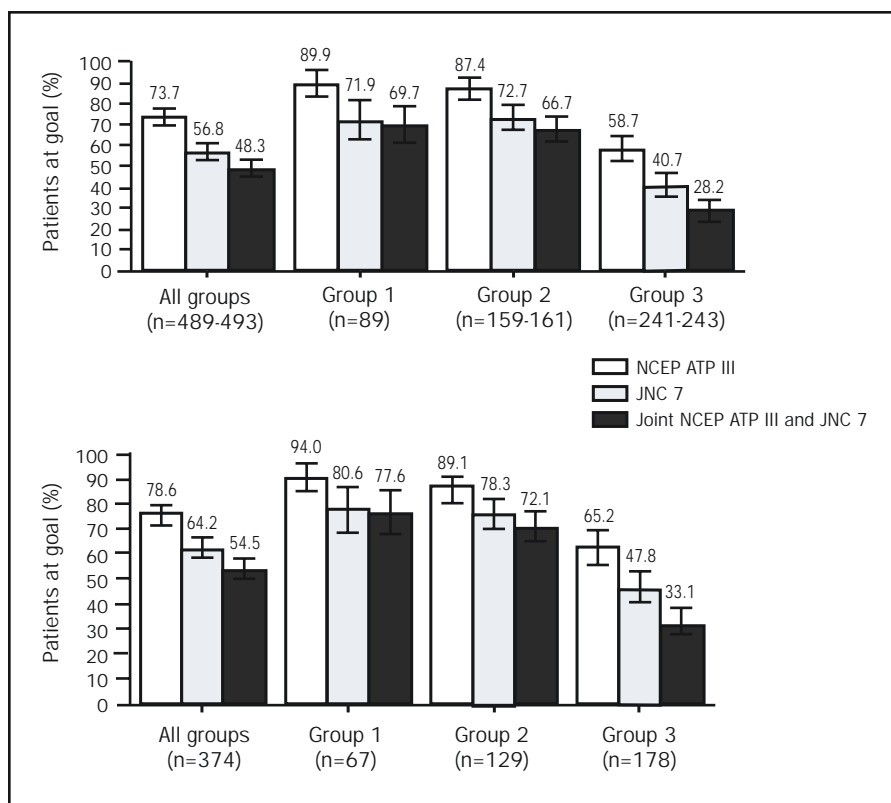 Patients at goal (%)
100
90
80
70
60
50
40
30
20
10
0
73.7
56.8
48.3
89.9
71.9
69.7
87.4
72.7
66.7
58.7
40.7
28.2
All groups
(n=489-493)
Group 1
(n=89)
Group 2
(n=159-161)
Group 3
(n=241-243)
NCEP ATP III
JNC 7
Joint NCEP ATP III and JNC 7
Patients at goal (%)
100
90
80
70
60
50
40
30
20
10
0
78.6
64.2
54.5
94.0
80.6
77.6
89.1
78.3
72.1
65.2
47.8
33.1
All groups
(n=374)
Group 1
(n=67)
Group 2
(n=129)
Group 3
(n=178)